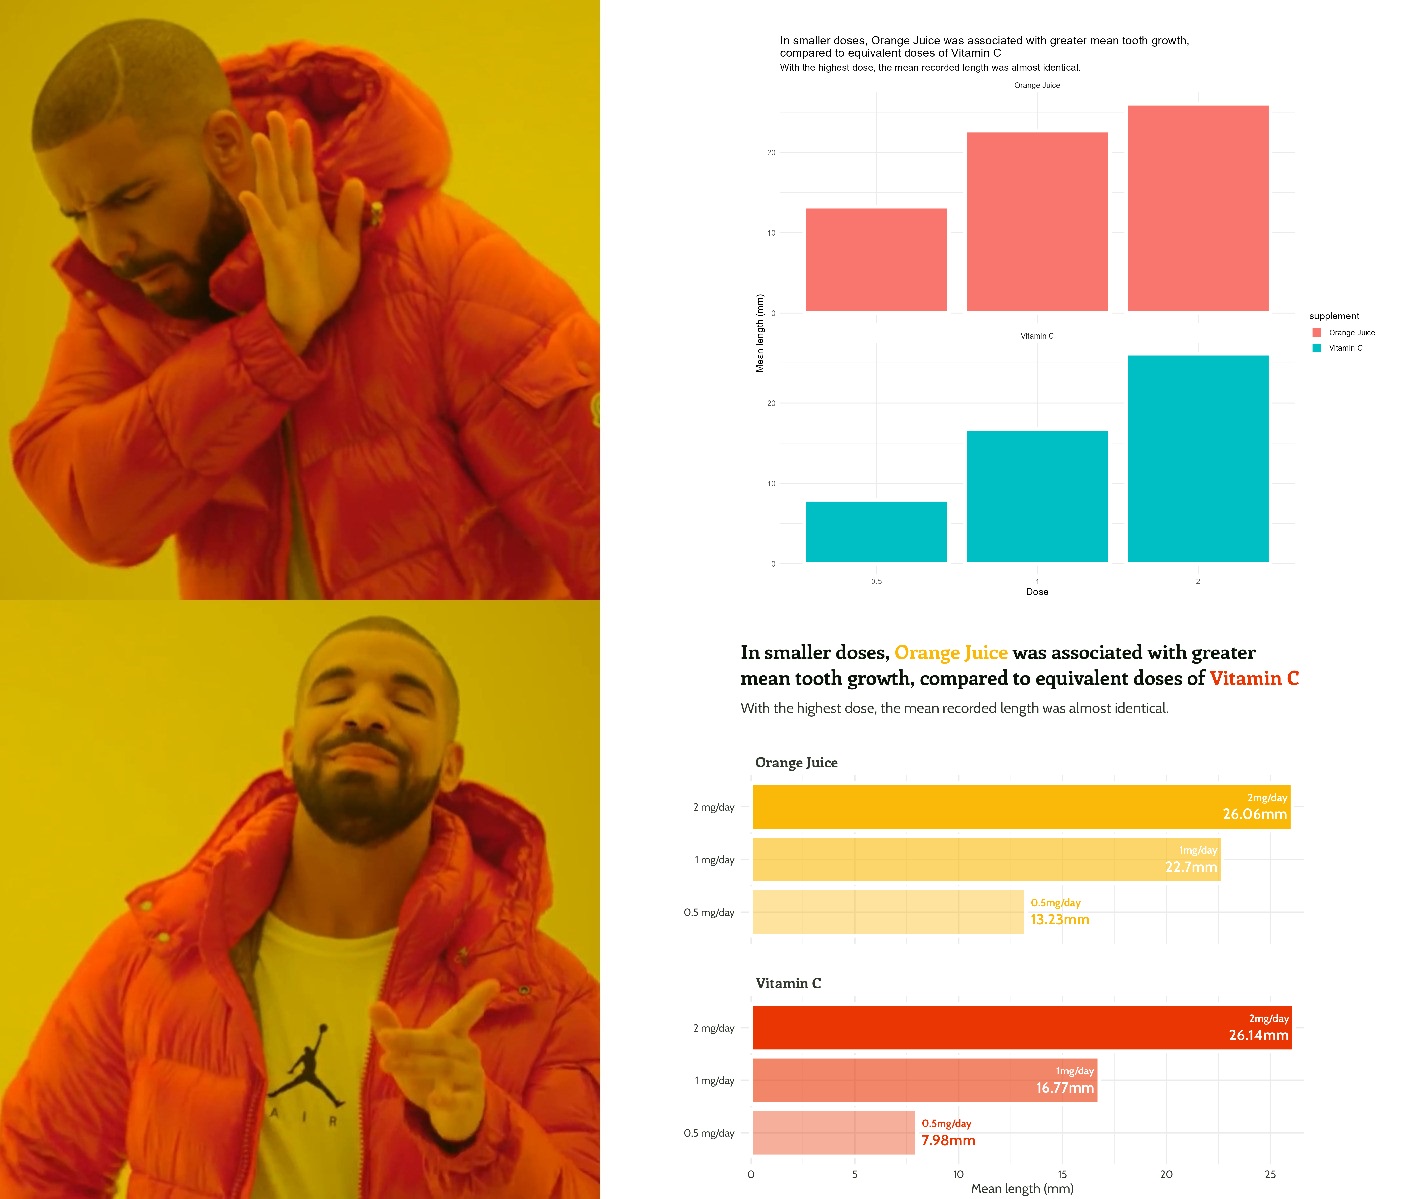 In smaller doses, Orange Juice was associated with greater mean tooth growth,
compared to equivalent doses of Vitamin C
With the highest dose, the mean recorded length was almost identical.
Orange Juice
20
10
0
Mean length (mm)
Vitamin C
20
10
0
0.5
1
2
Dose
supplement
Orange Juice
Vitamin C
In smaller doses, Orange Juice was associated with greater
mean tooth growth, compared to equivalent doses of Vitamin C
With the highest dose, the mean recorded length was almost identical.
Orange Juice
2 mg/day
2mg/day
26.06mm
1 mg/day
1mg/day
22.7mm
0.5 mg/day
0.5mg/day
13.23mm
Vitamin C
2 mg/day
2mg/day
26.14mm
1 mg/day
1mg/day
16.77mm
0.5 mg/day
0.5mg/day
7.98mm
0
5
10
15
20
25
Mean length (mm)
AIR